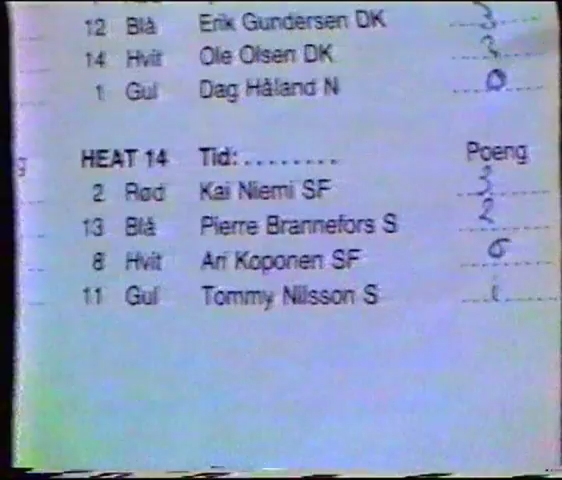 12 Blå Erik Gundersen DK 3
14 Hvit Ole Olsen DK 2
1 Gul Dag Håland N 0
HEAT 14 Tid:........ Poeng
2 Rød Kai Niemi SF 3
13 Blå Pierre Brannefors S 2
8 Hvit Ari Koponen SF 0
11 Gul Tommy Nilsson S 1